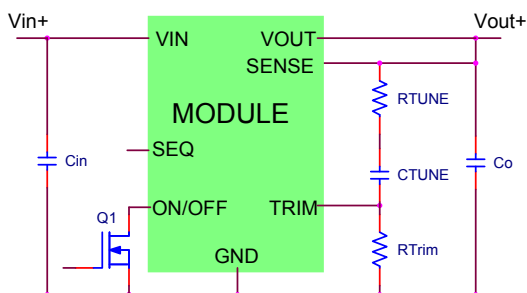 Vin+
Vout+
VIN
VOUT
SENSE
RTUNE
MODULE
Cin
SEQ
CTUNE
Co
Q1
ON/OFF
TRIM
GND
RTrim